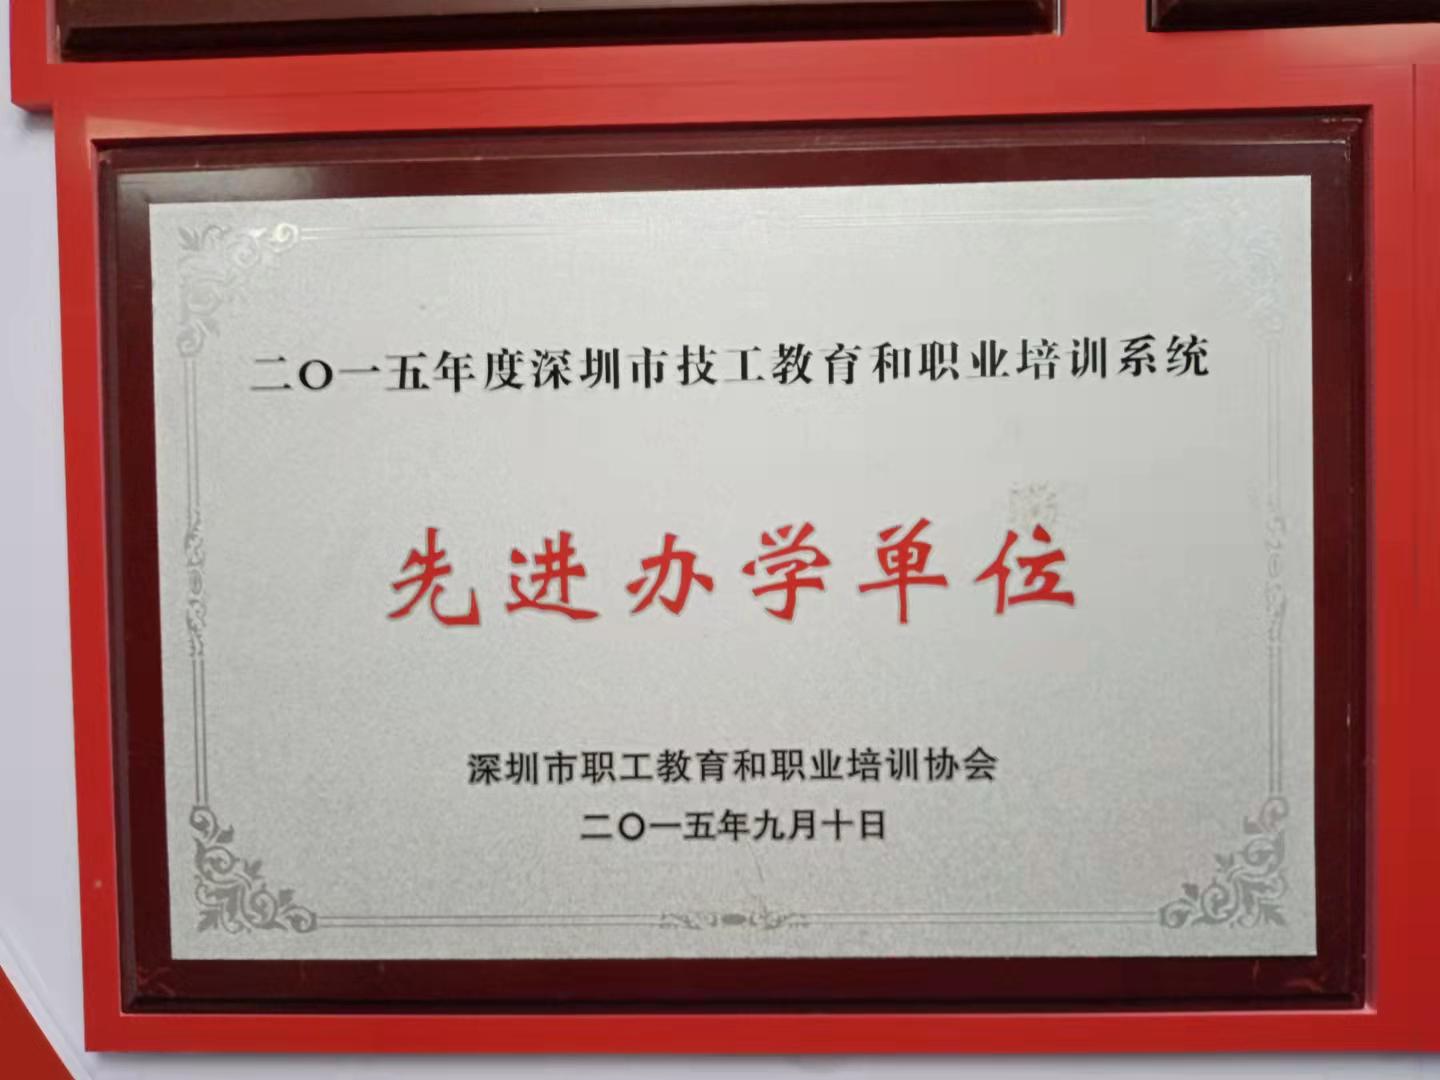 二〇一五年度深圳市技工教育和职业培训系统
先进办学单位
深圳市职工教育和职业培训协会
二〇一五年九月十日